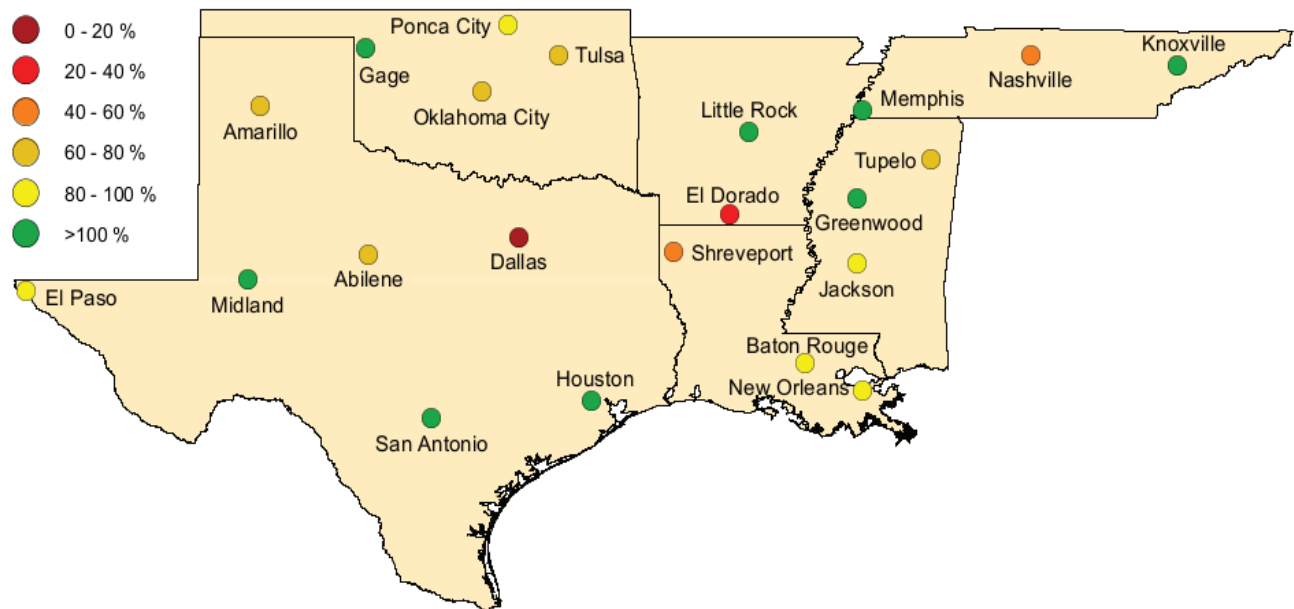 0 - 20 %
20 - 40 %
40 - 60 %
60 - 80 %
80 - 100 %
>100 %
Ponca City
Tulsa
Gage
Oklahoma City
Amarillo
Nashville
Knoxville
Memphis
Little Rock
Tupelo
El Dorado
Greenwood
Shreveport
Dallas
Abilene
Jackson
El Paso
Midland
Baton Rouge
New Orleans
Houston
San Antonio